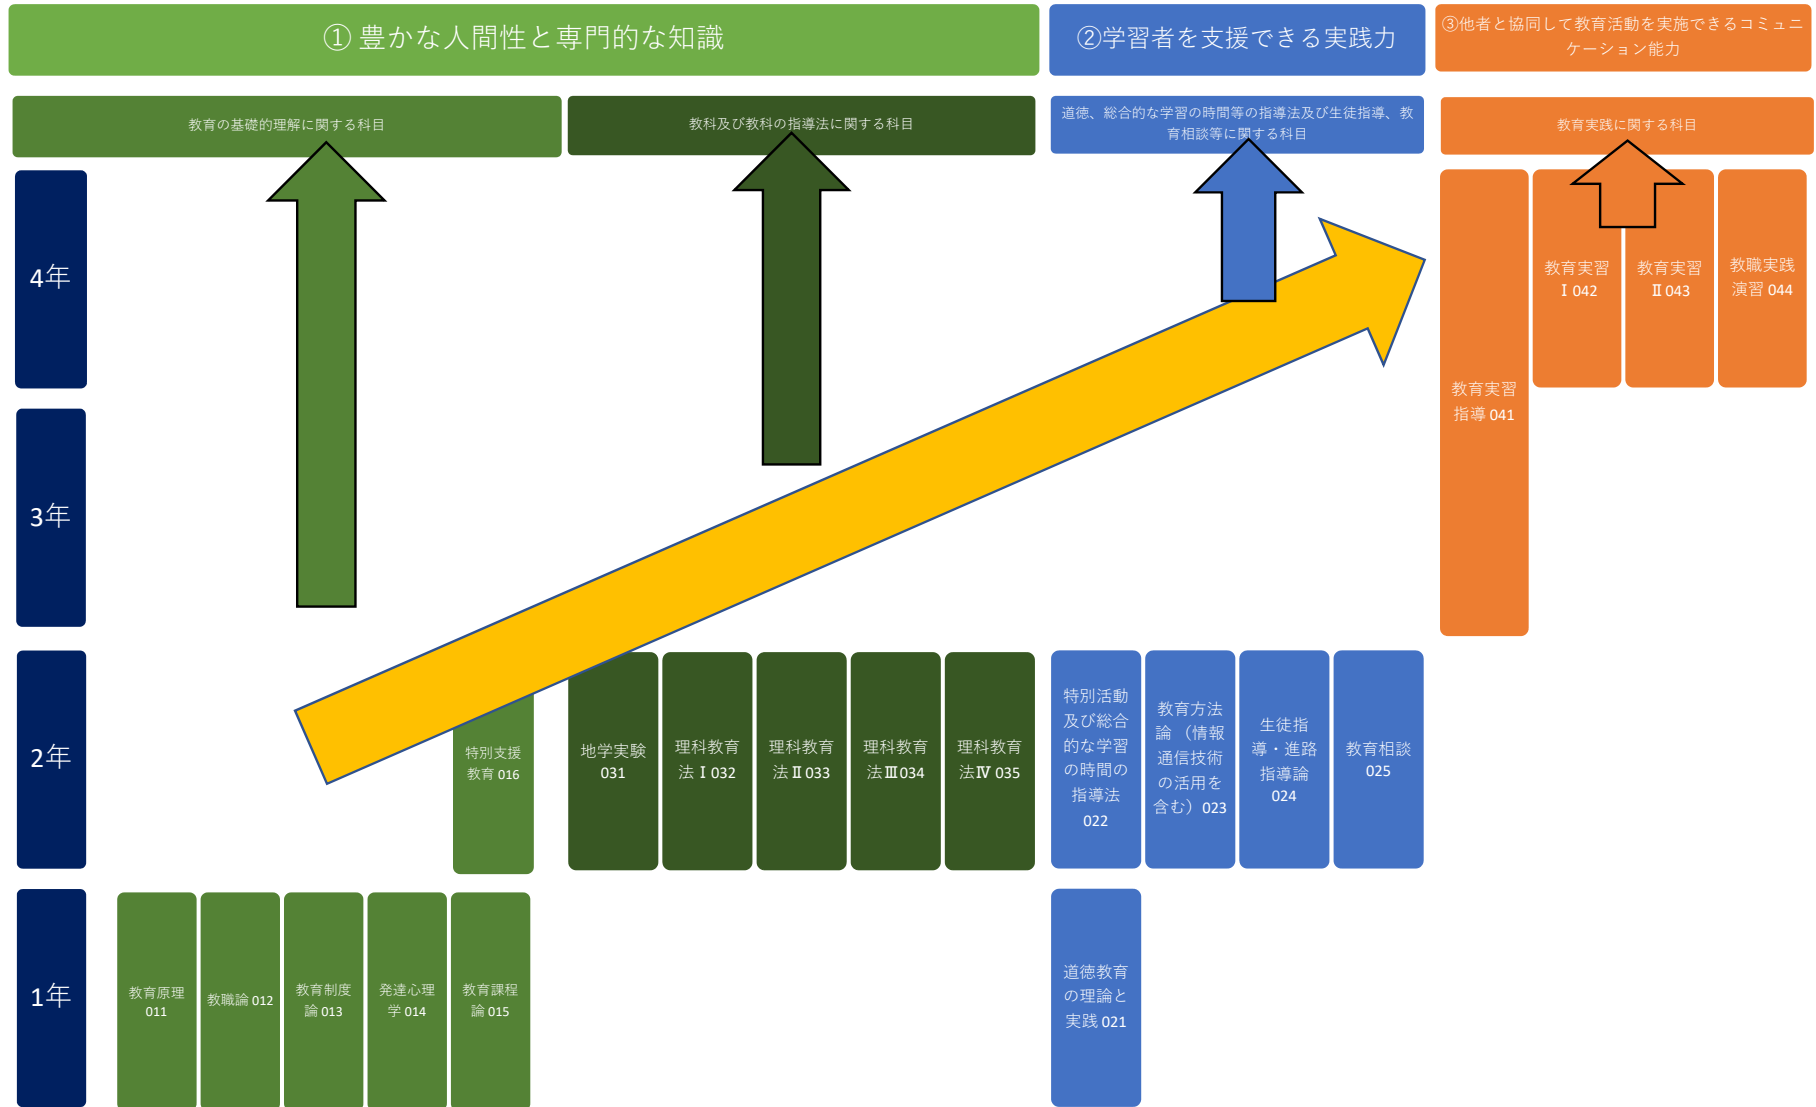 ① 豊かな人間性と専門的な知識
②学習者を支援できる実践力
③他者と協同して教育活動を実施できるコミュニ
ケーション能力
教育の基礎的理解に関する科目
教科及び教科の指導法に関する科目
道徳、総合的な学習の時間等の指導法及び生徒指導、教
育相談等に関する科目
教育実践に関する科目
4年
教育実習
指導 041
教育実習
Ⅰ 042
教育実習
Ⅱ 043
教職実践
演習 044
3年
2年
特別支援
教育 016
地学実験
031
理科教育
法Ⅰ 032
理科教育
法Ⅱ 033
理科教育
法Ⅲ 034
理科教育
法Ⅳ 035
特別活動
及び総合
的な学習
の時間の
指導法
022
教育方法
論 （情報
通信技術
の活用を
含む） 023
生徒指
導・進路
指導論
024
教育相談
025
1年
教育原理
011
教職論 012
教育制度
論 013
発達心理
学 014
教育課程
論 015
道徳教育
の理論と
実践 021